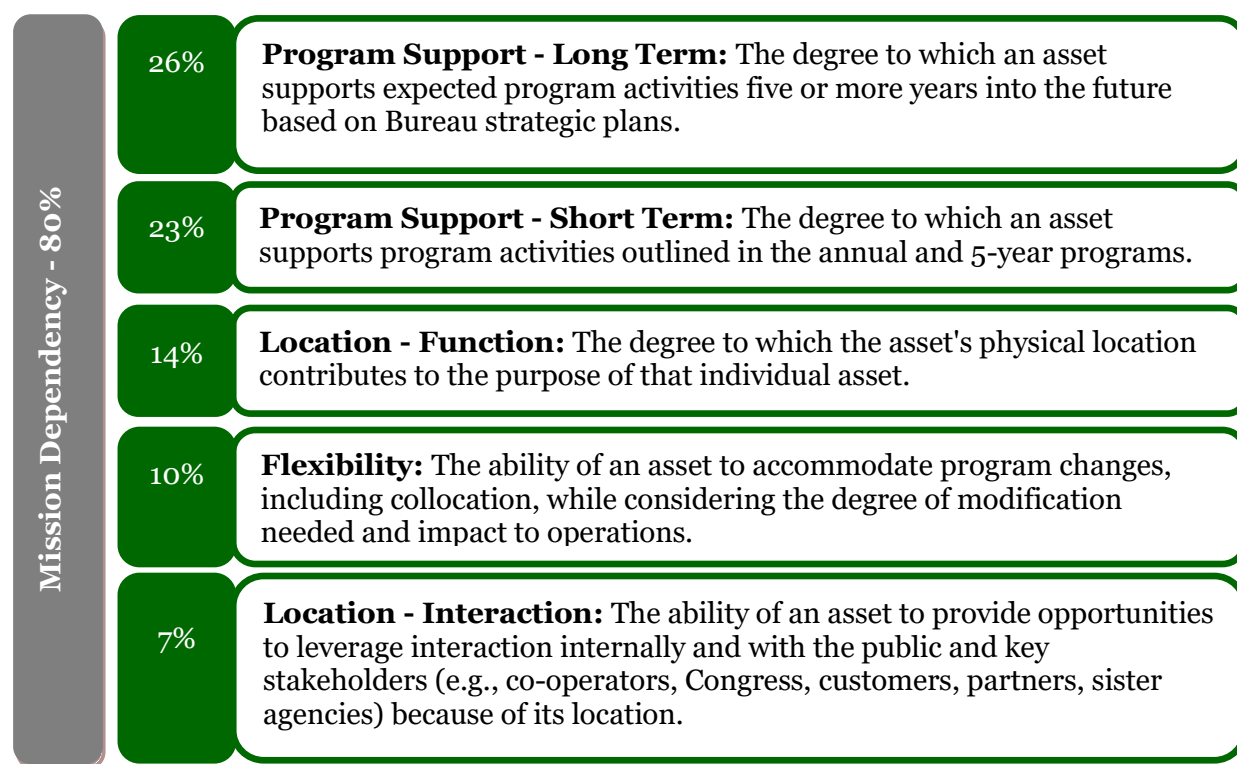 Mission Dependency - 80%
26%
Program Support - Long Term: The degree to which an asset
supports expected program activities five or more years into the future
based on Bureau strategic plans.
23%
Program Support - Short Term: The degree to which an asset
supports program activities outlined in the annual and 5-year programs.
14%
Location - Function: The degree to which the asset's physical location
contributes to the purpose of that individual asset.
10%
Flexibility: The ability of an asset to accommodate program changes,
including collocation, while considering the degree of modification
needed and impact to operations.
7%
Location - Interaction: The ability of an asset to provide opportunities
to leverage interaction internally and with the public and key
stakeholders (e.g., co-operators, Congress, customers, partners, sister
agencies) because of its location.